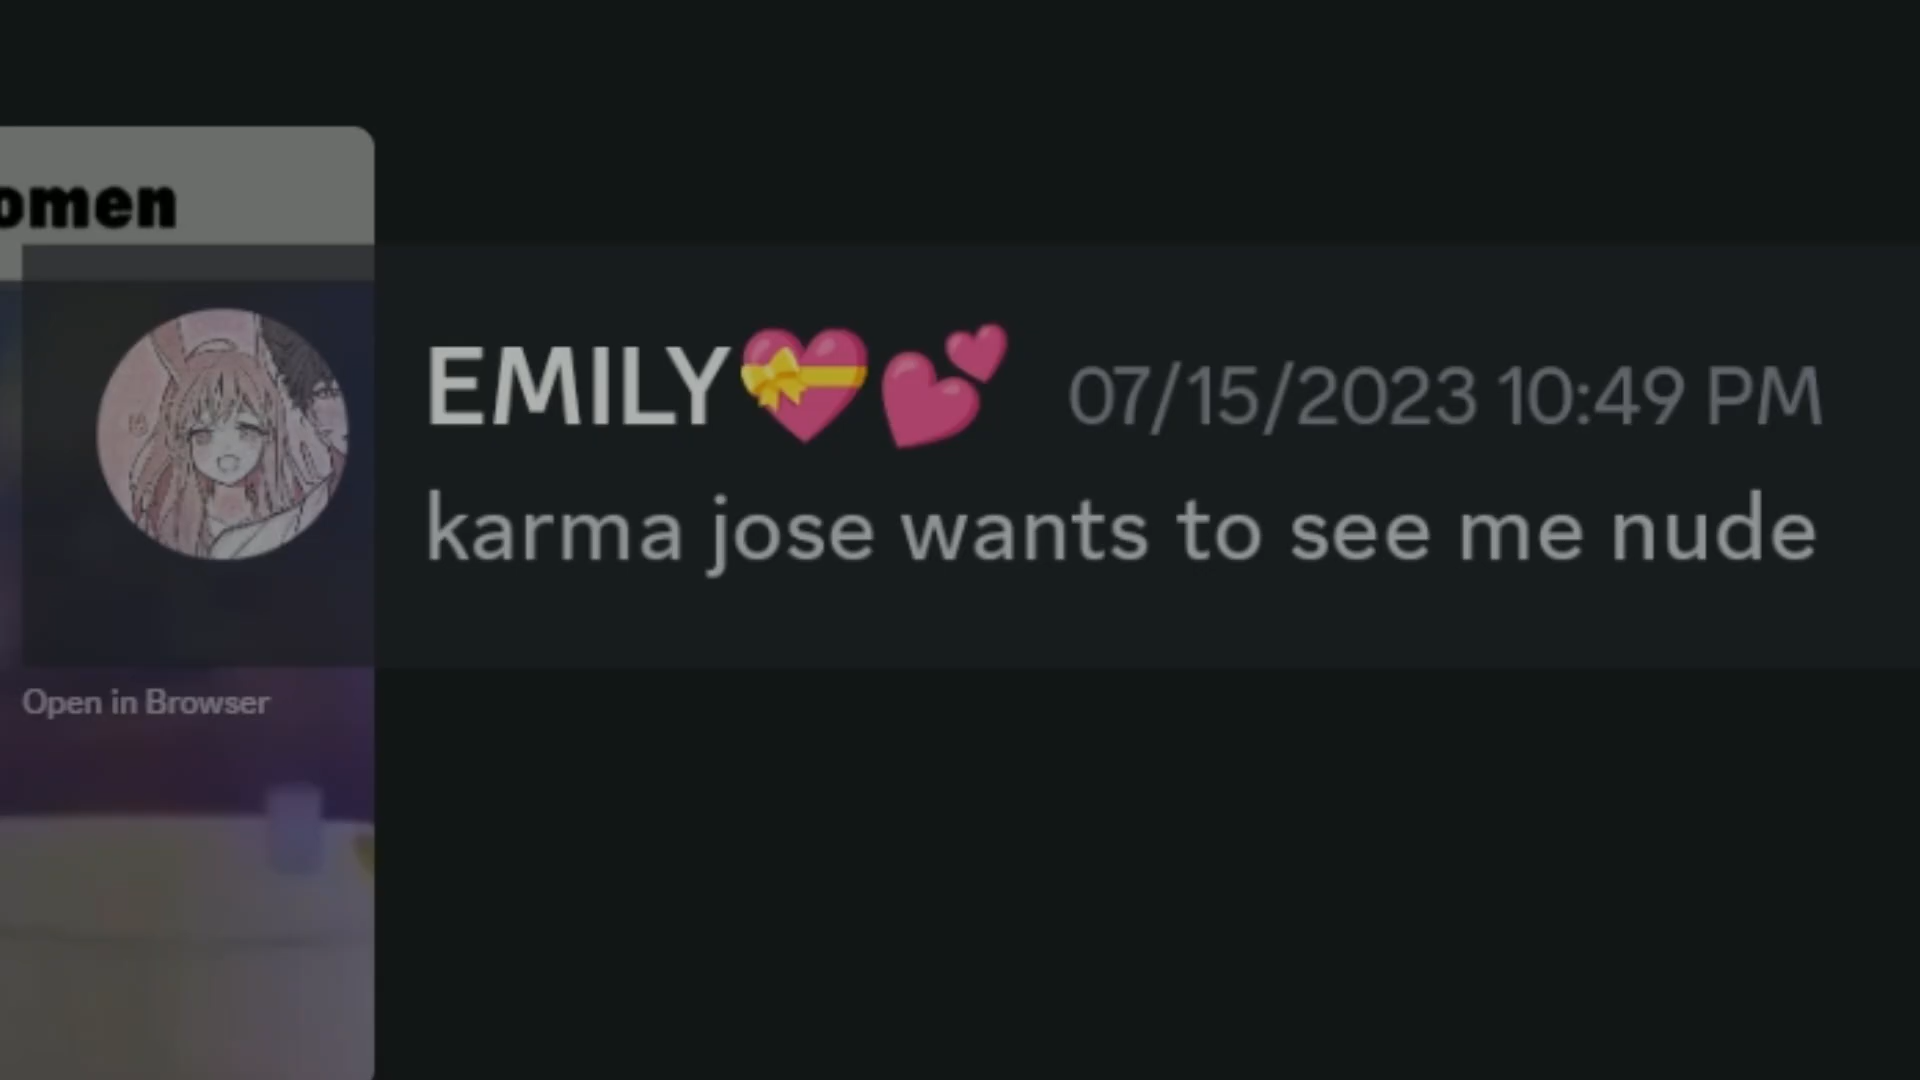 omen
EMILY💝💕 07/15/2023 10:49 PM
karma jose wants to see me nude
Open in Browser